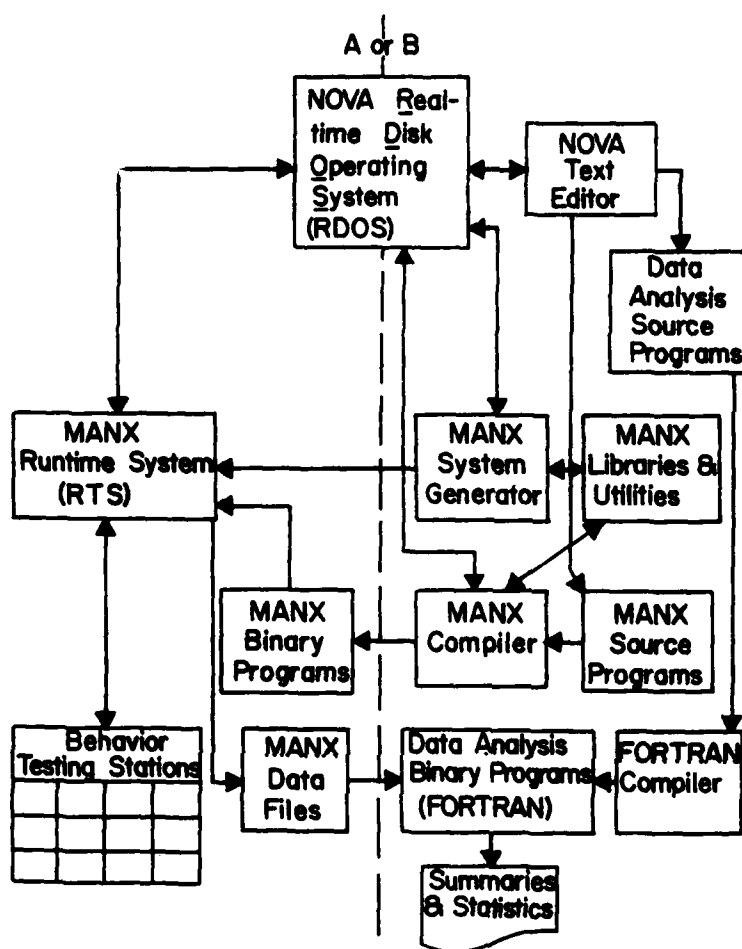 A or B
NOVA Real-
time Disk
Operating
System
(RDOS)
NOVA
Text
Editor
Data
Analysis
Source
Programs
MANX
Runtime System
(RTS)
MANX
System
Generator
MANX
Libraries &
Utilities
MANX
Binary
Programs
MANX
Compiler
MANX
Source
Programs
Behavior
Testing Stations
MANX
Data
Files
Data Analysis
Binary Programs
(FORTRAN)
FORTRAN
Compiler
Summaries
& Statistics